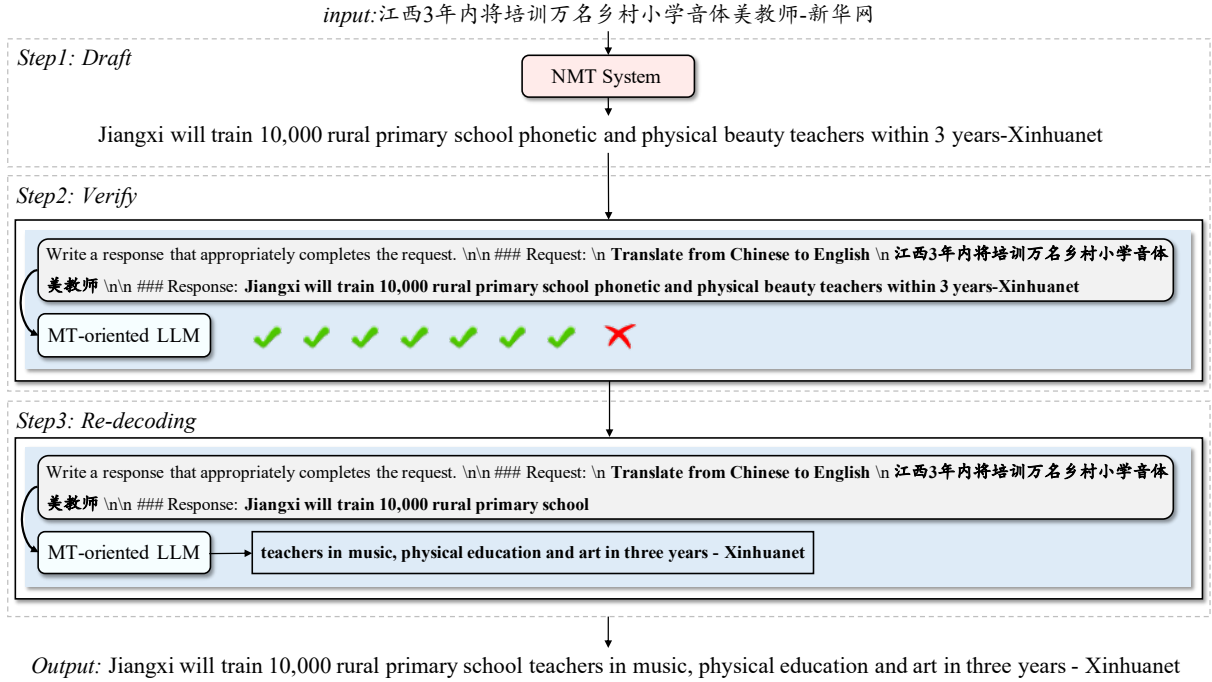 input:江西3年内将培训万名乡村小学音体美教师-新华网
Step1: Draft
NMT System
Jiangxi will train 10,000 rural primary school phonetic and physical beauty teachers within 3 years-Xinhuanet
Step2: Verify
Write a response that appropriately completes the request. \n\n ### Request: \n Translate from Chinese to English \n 江西3年内将培训万名乡村小学音体
美教师 \n\n ### Response: Jiangxi will train 10,000 rural primary school phonetic and physical beauty teachers within 3 years-Xinhuanet
MT-oriented LLM
Step3: Re-decoding
Write a response that appropriately completes the request. \n\n ### Request: \n Translate from Chinese to English \n 江西3年内将培训万名乡村小学音体
美教师 \n\n ### Response: Jiangxi will train 10,000 rural primary school
MT-oriented LLM
teachers in music, physical education and art in three years - Xinhuanet
Output: Jiangxi will train 10,000 rural primary school teachers in music, physical education and art in three years - Xinhuanet